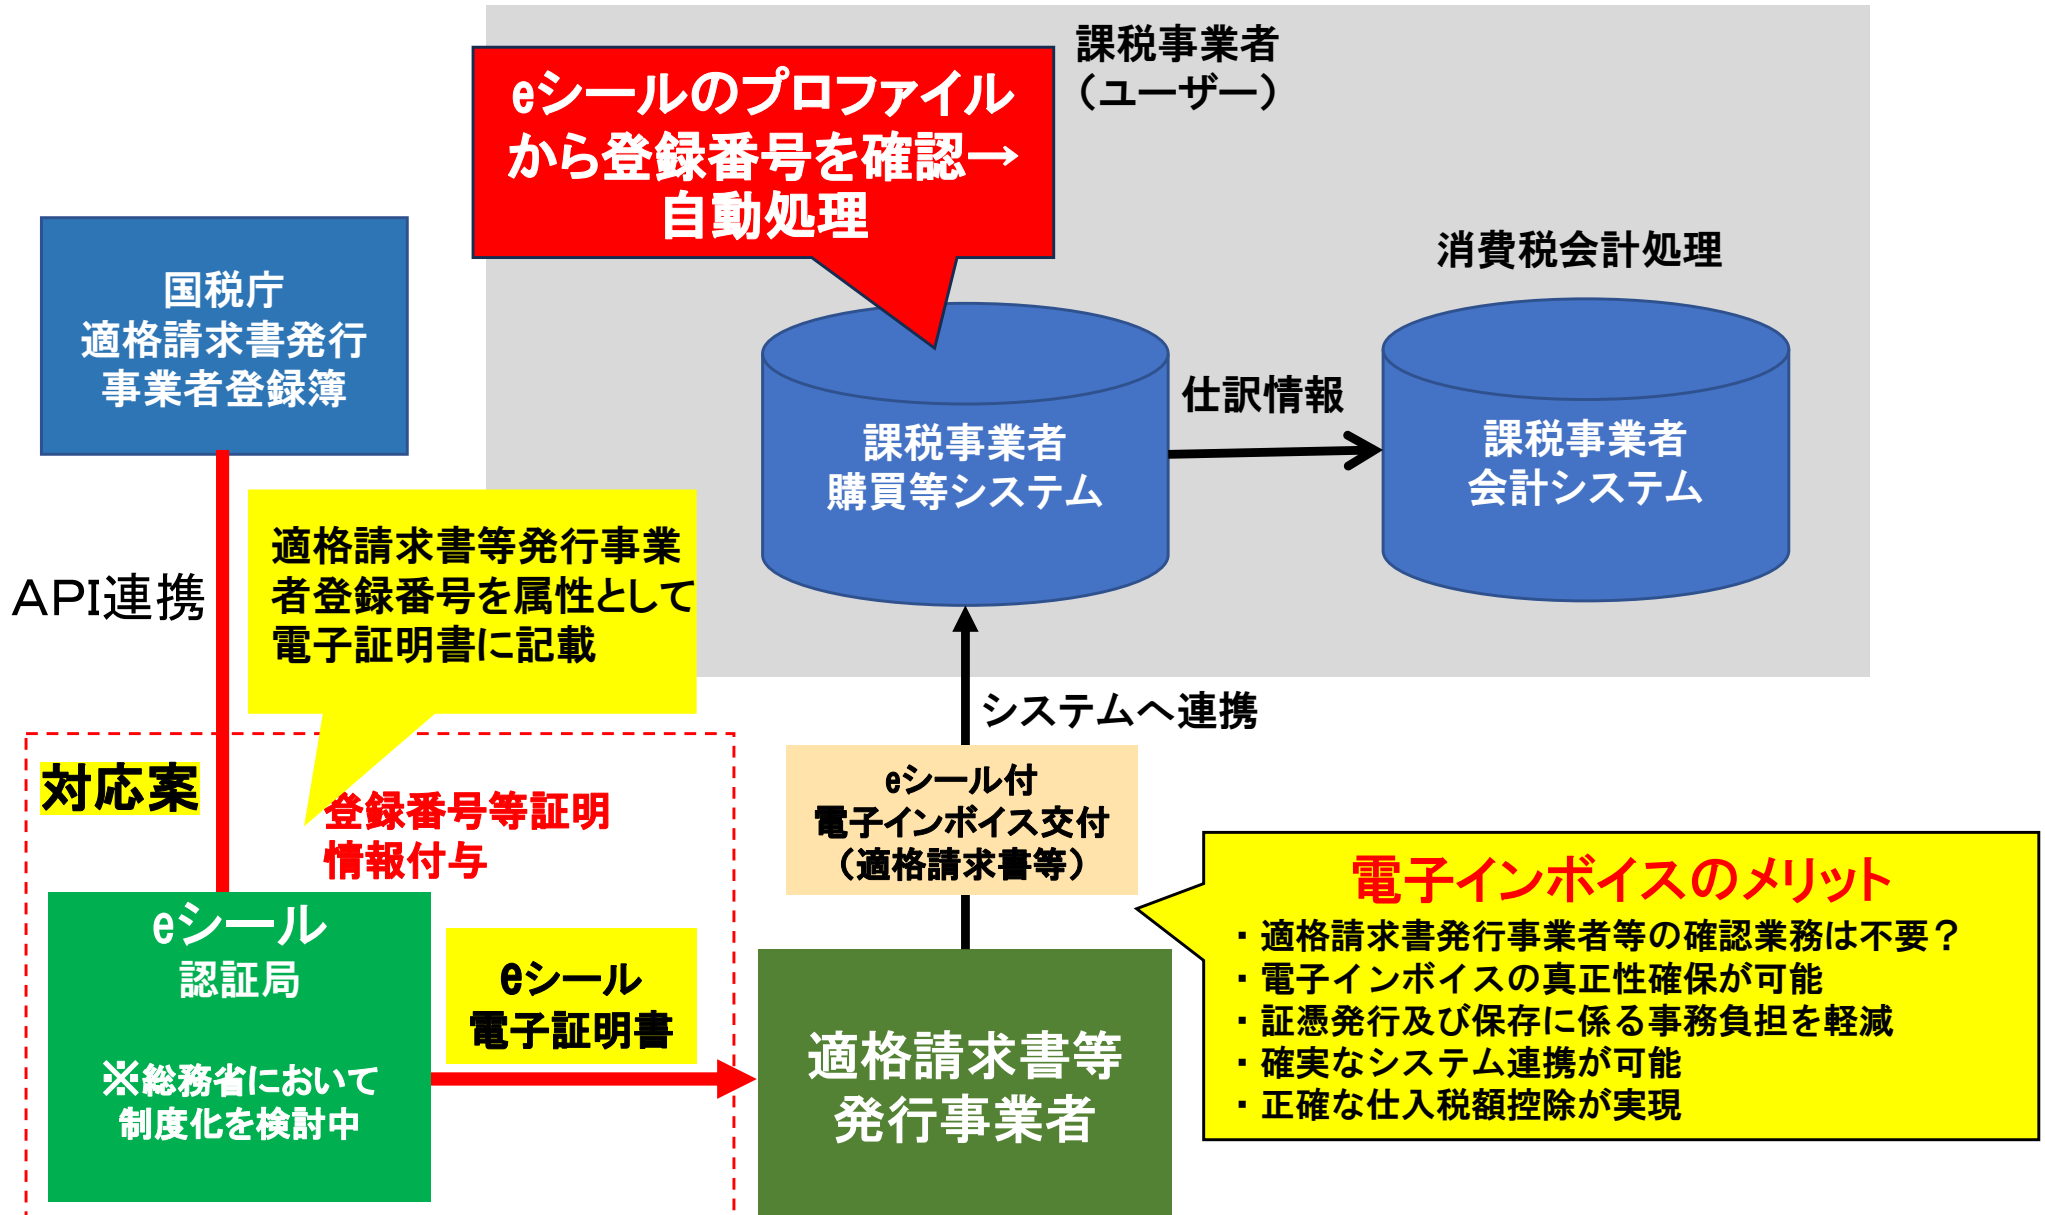 課税事業者
（ユーザー）
eシールのプロファイル
から登録番号を確認→
自動処理
国税庁
適格請求書発行
事業者登録簿
消費税会計処理
仕訳情報
課税事業者
購買等システム
課税事業者
会計システム
適格請求書等発行事業
者登録番号を属性として
電子証明書に記載
API連携
システムへ連携
対応案
登録番号等証明
情報付与
eシール付
電子インボイス交付
（適格請求書等）
電子インボイスのメリット
・適格請求書発行事業者等の確認業務は不要？
・電子インボイスの真正性確保が可能
・証憑発行及び保存に係る事務負担を軽減
・確実なシステム連携が可能
・正確な仕入税額控除が実現
eシール
認証局
※総務省において
制度化を検討中
eシール
電子証明書
適格請求書等
発行事業者